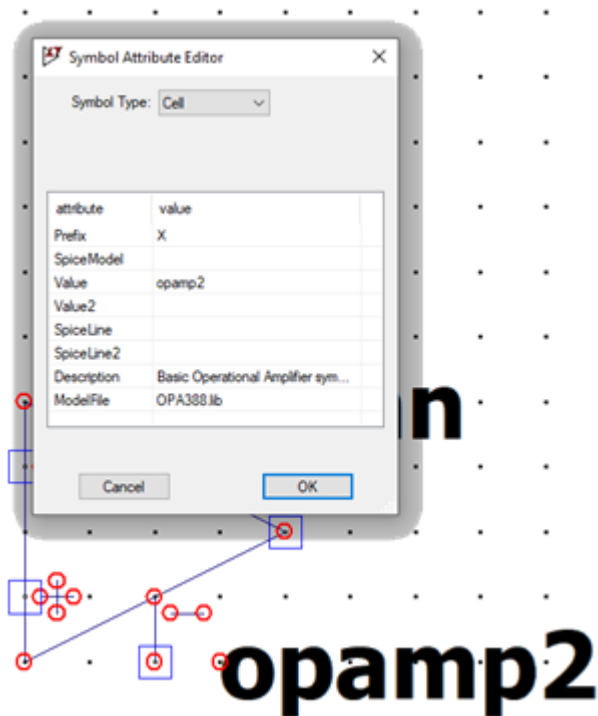 Symbol Attribute Editor
Symbol Type: Cell
attribute value
Prefix X
SpiceModel
Value opamp2
Value2
SpiceLine
SpiceLine2
Description Basic Operational Amplifier sym...
ModelFile OPA388.lib
Cancel OK
opamp2